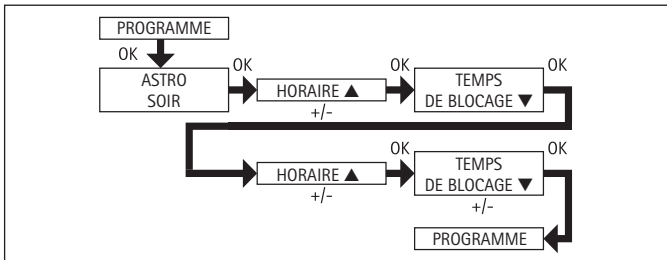 PROGRAMME
OK
ASTRO
SOIR
OK
HORAIRE ▲
+/-
OK
TEMPS
DE BLOCAGE ▼
OK
HORAIRE ▲
+/-
OK
TEMPS
DE BLOCAGE ▼
+/-
OK
PROGRAMME